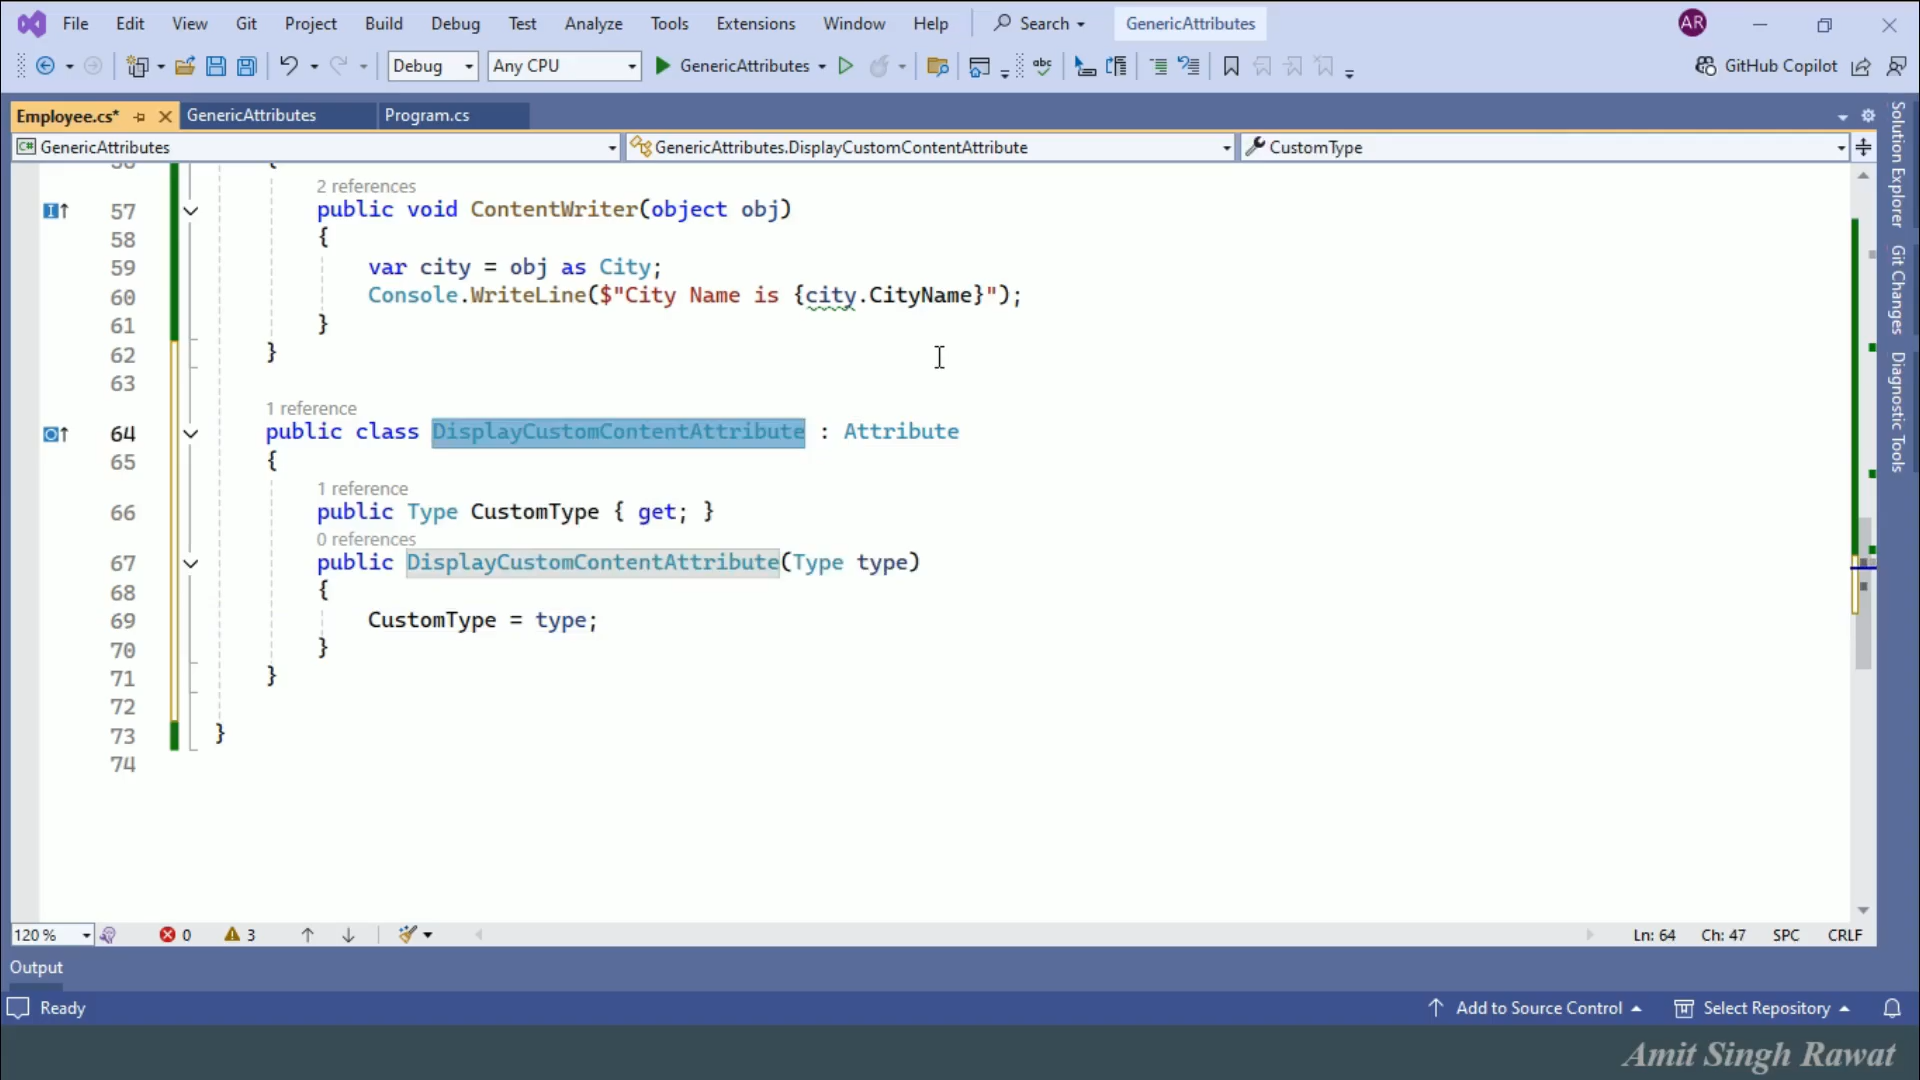 File Edit View Git Project Build Debug Test Analyze Tools Extensions Window Help Search GenericAttributes AR
Debug Any CPU GenericAttributes GitHub Copilot
Employee.cs* GenericAttributes Program.cs
GenericAttributes GenericAttributes.DisplayCustomContentAttribute CustomType
2 references
57 public void ContentWriter(object obj)
58 {
59 var city = obj as City;
60 Console.WriteLine($"City Name is {city.CityName}");
61 }
62 }
63
1 reference
64 public class DisplayCustomContentAttribute : Attribute
65 {
1 reference
66 public Type CustomType { get; }
0 references
67 public DisplayCustomContentAttribute(Type type)
68 {
69 CustomType = type;
70 }
71 }
72
73 }
74
Solution Explorer
Git Changes
Diagnostic Tools
120 % 0 3 Ln: 64 Ch: 47 SPC CRLF
Output
Ready Add to Source Control Select Repository
Amit Singh Rawat